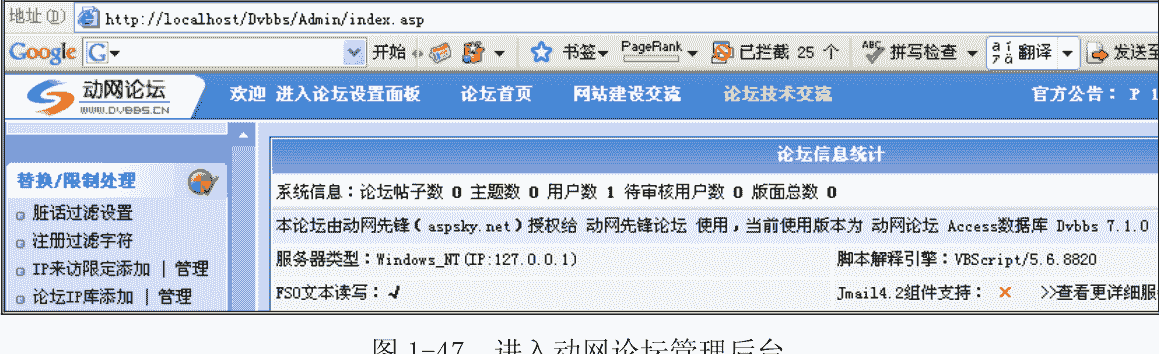 地址(D) http://localhost/Dvbbs/Admin/index.asp
Google G 开始 书签 PageRank 已拦截 25 个 ABC 拼写检查 翻译 发送至
动网论坛 欢迎 进入论坛设置面板 论坛首页 网站建设交流 论坛技术交流 官方公告： P 1
WWW.DVBBS.CN
论坛信息统计
替换/限制处理
系统信息：论坛帖子数 0 主题数 0 用户数 1 待审核用户数 0 版面总数 0
脏话过滤设置
本论坛由动网先锋(aspsky.net)授权给 动网先锋论坛 使用，当前使用版本为 动网论坛 Access数据库 Dvbbs 7.1.0
注册过滤字符
服务器类型：Windows_NT(IP:127.0.0.1) 脚本解释引擎：VBScript/5.6.8820
IP来访限定添加 | 管理
FSO文本读写：√ Jmail4.2组件支持： × >>查看更详细服
论坛IP库添加 | 管理
图 1-47 进入动网论坛管理后台